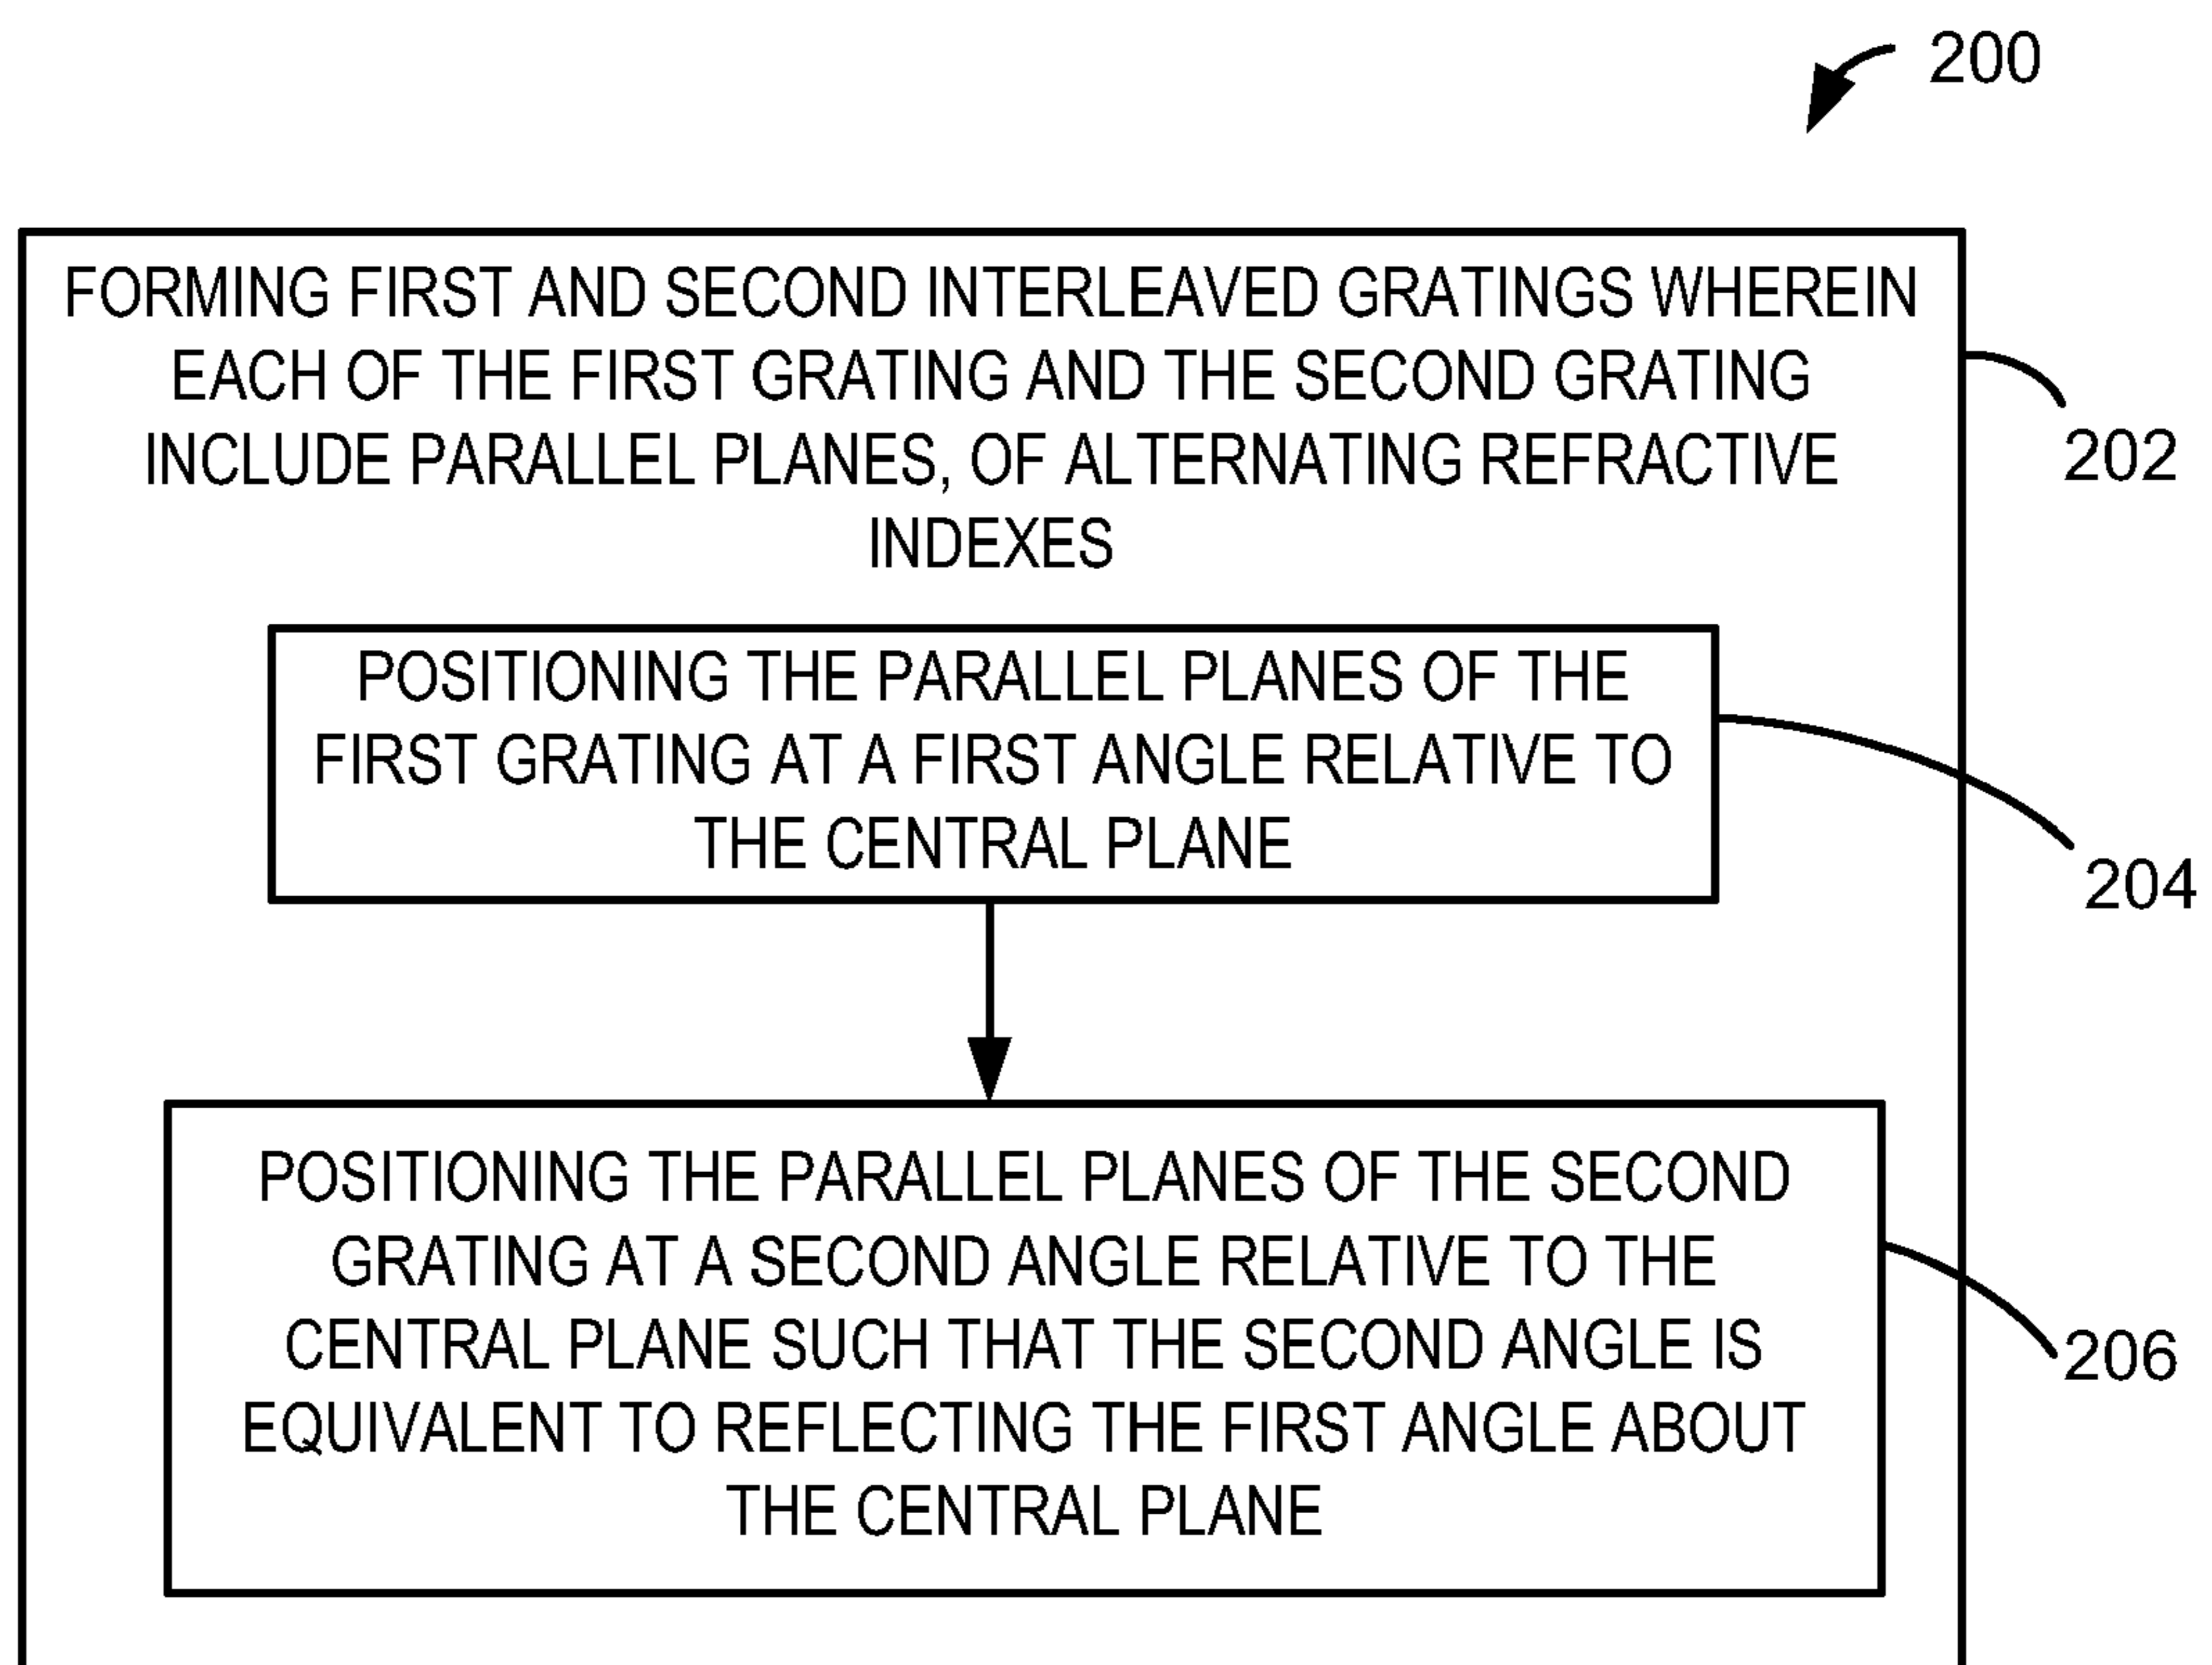 200
FORMING FIRST AND SECOND INTERLEAVED GRATINGS WHEREIN
EACH OF THE FIRST GRATING AND THE SECOND GRATING
INCLUDE PARALLEL PLANES, OF ALTERNATING REFRACTIVE
INDEXES
202
POSITIONING THE PARALLEL PLANES OF THE
FIRST GRATING AT A FIRST ANGLE RELATIVE TO
THE CENTRAL PLANE
204
POSITIONING THE PARALLEL PLANES OF THE SECOND
GRATING AT A SECOND ANGLE RELATIVE TO THE
CENTRAL PLANE SUCH THAT THE SECOND ANGLE IS
EQUIVALENT TO REFLECTING THE FIRST ANGLE ABOUT
THE CENTRAL PLANE
206